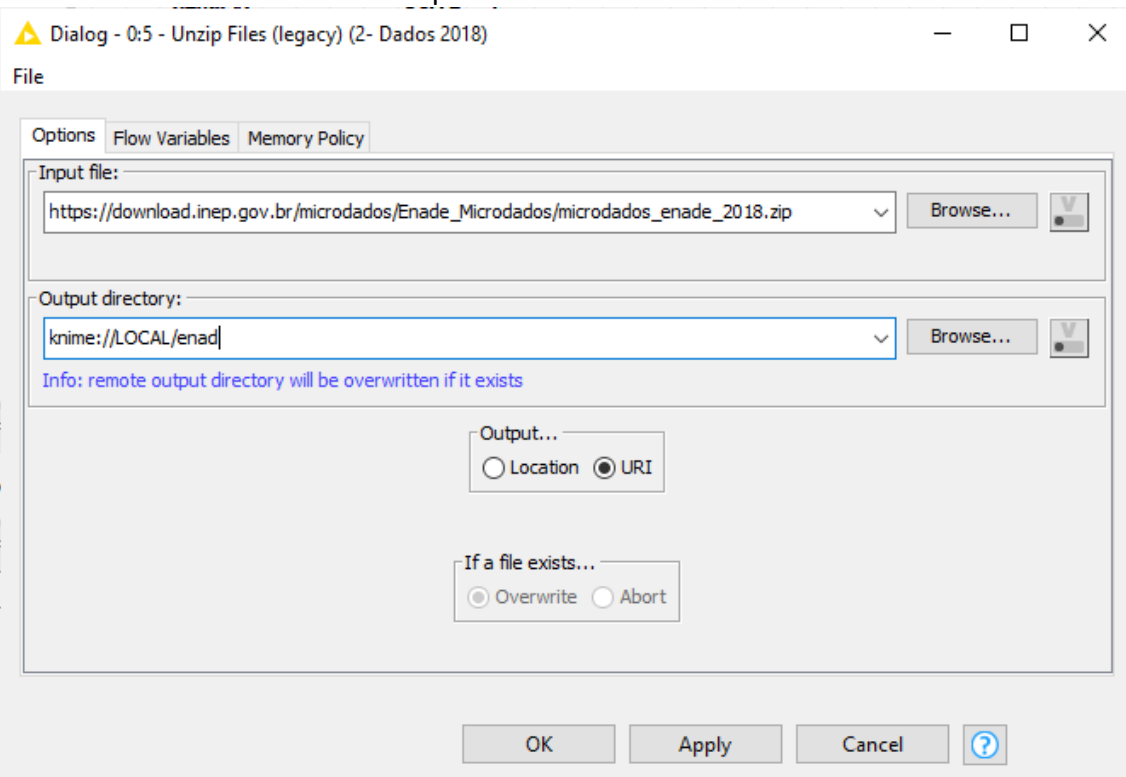 Dialog - 0:5 - Unzip Files (legacy) (2- Dados 2018)
File
Options Flow Variables Memory Policy
Input file:
https://download.inep.gov.br/microdados/Enade_Microdados/microdados_enade_2018.zip Browse... V
Output directory:
knime://LOCAL/enad Browse... V
Info: remote output directory will be overwritten if it exists
Output...
Location URI
If a file exists...
Overwrite Abort
OK Apply Cancel ?